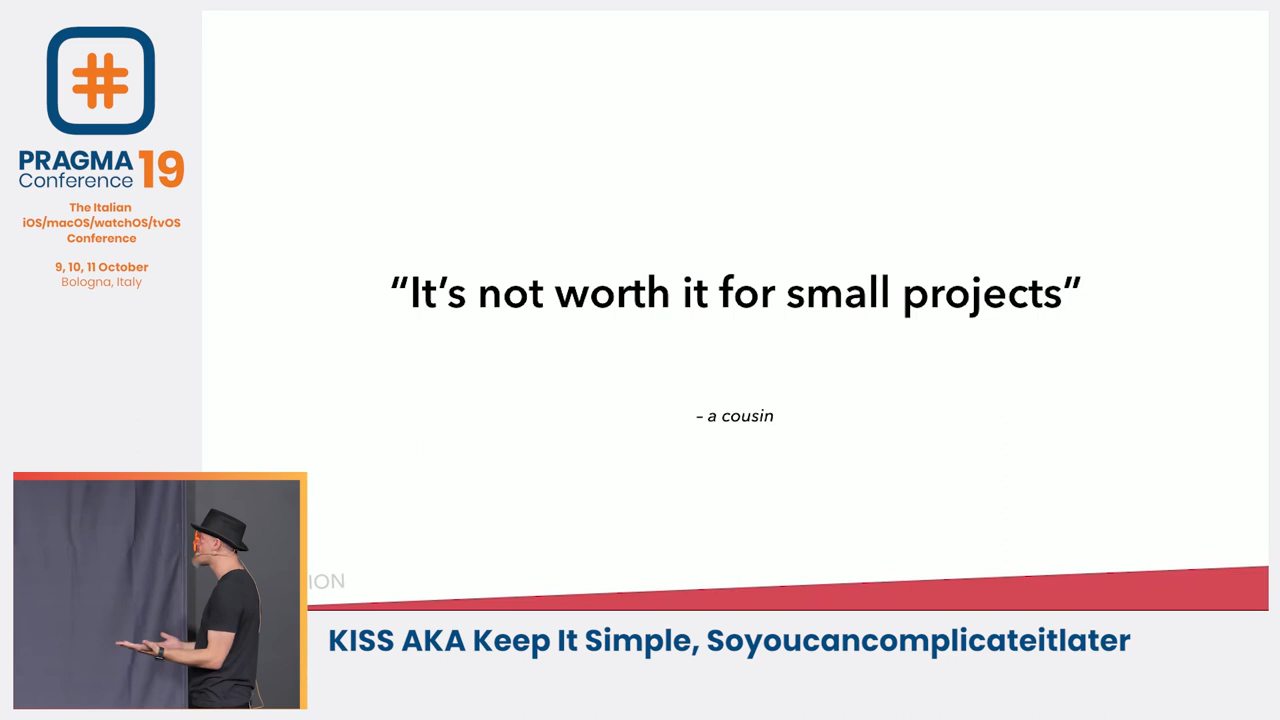 PRAGMA 19
Conference
The Italian
iOS/macOS/watchOS/tvOS
Conference
9, 10, 11 October
Bologna, Italy
“It’s not worth it for small projects”
– a cousin
ION
KISS AKA Keep It Simple, Soyoucancomplicateitlater